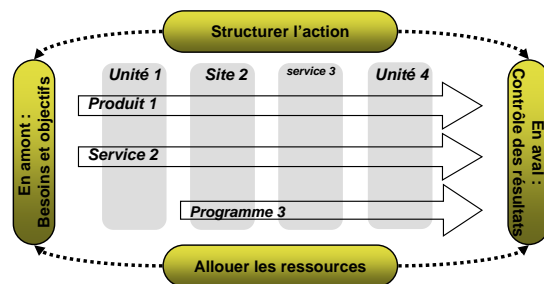 Structurer l'action
Unité 1
Site 2
service 3
Unité 4
Produit 1
Service 2
Programme 3
En amont :
Besoins et objectifs
En aval :
Contrôle des résultats
Allouer les ressources